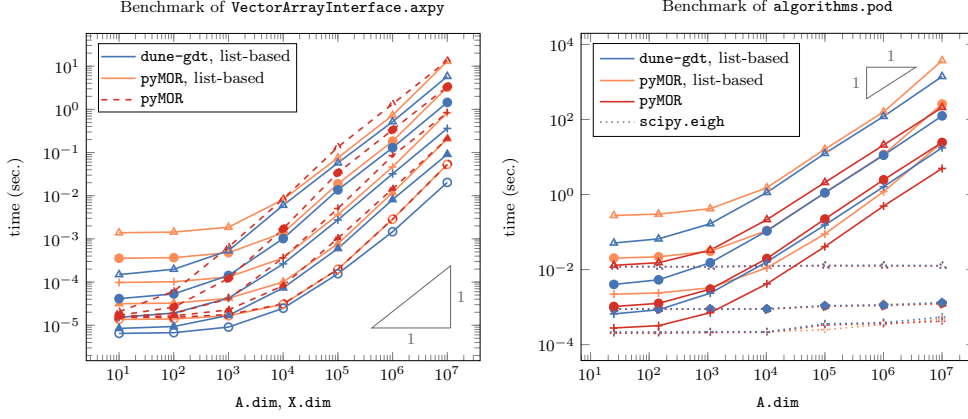 Benchmark of VectorArrayInterface.axpy
time (sec.)
10^1
10^0
10^-1
10^-2
10^-3
10^-4
10^-5
dune-gdt, list-based
pyMOR, list-based
pyMOR
1
1
10^1 10^2 10^3 10^4 10^5 10^6 10^7
A.dim, X.dim
Benchmark of algorithms.pod
time (sec.)
10^4
10^2
10^0
10^-2
10^-4
dune-gdt, list-based
pyMOR, list-based
pyMOR
scipy.eigh
1
1
10^2 10^3 10^4 10^5 10^6 10^7
A.dim